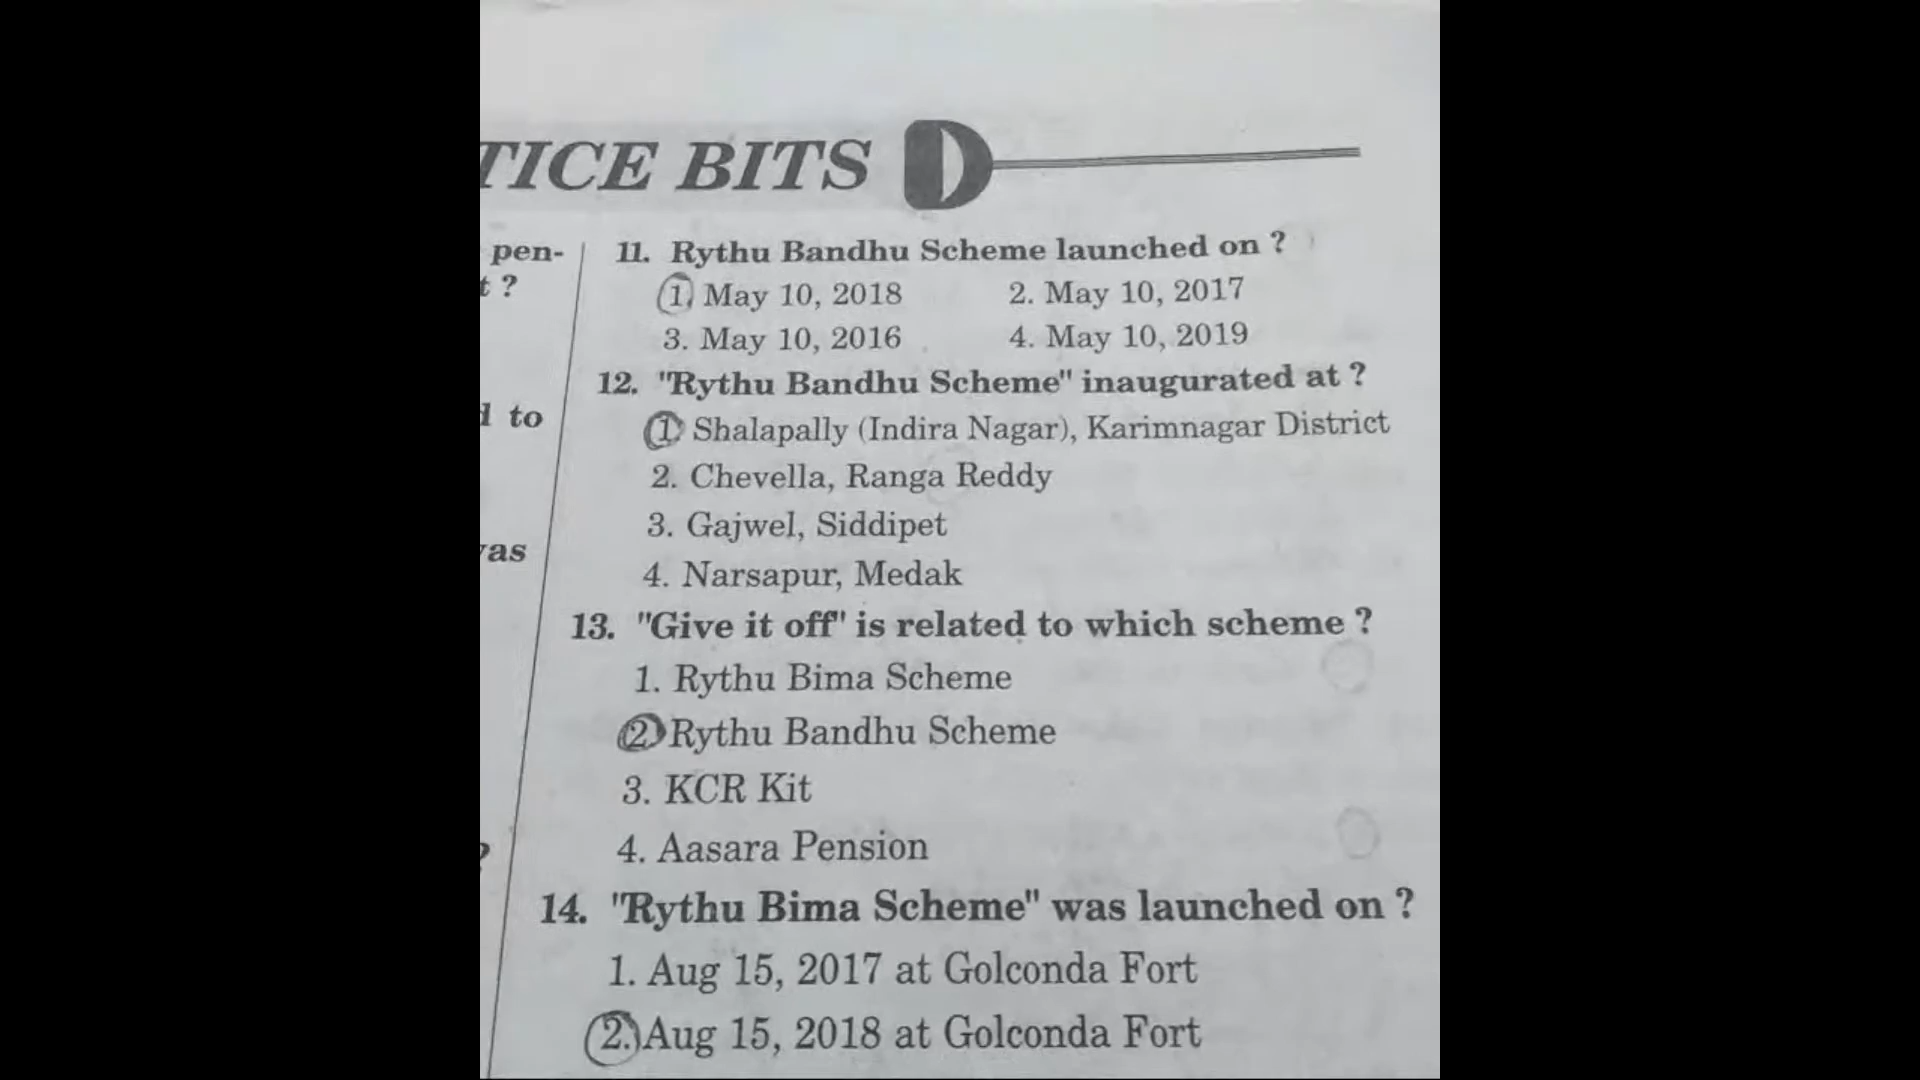 TICE BITS
pen-
t ?
d to
as
?
11. Rythu Bandhu Scheme launched on ?
1. May 10, 2018 2. May 10, 2017
3. May 10, 2016 4. May 10, 2019
12. "Rythu Bandhu Scheme" inaugurated at ?
1. Shalapally (Indira Nagar), Karimnagar District
2. Chevella, Ranga Reddy
3. Gajwel, Siddipet
4. Narsapur, Medak
13. "Give it off" is related to which scheme ?
1. Rythu Bima Scheme
2. Rythu Bandhu Scheme
3. KCR Kit
4. Aasara Pension
14. "Rythu Bima Scheme" was launched on ?
1. Aug 15, 2017 at Golconda Fort
2. Aug 15, 2018 at Golconda Fort